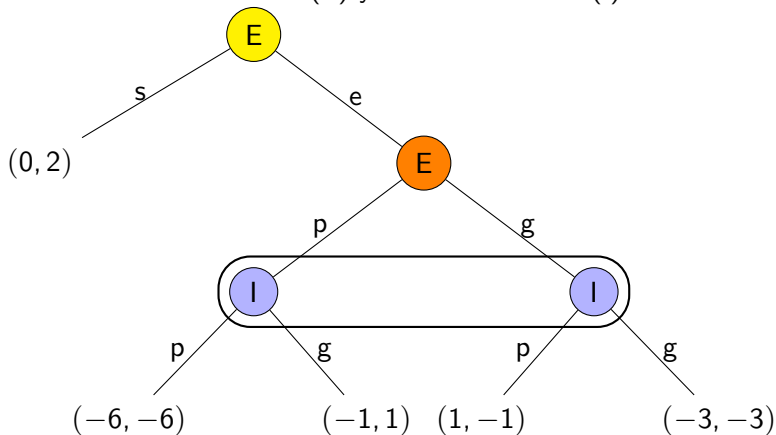 E
s e
(0, 2)
E
p g
I I
p g p g
(−6, −6) (−1, 1) (1, −1) (−3, −3)